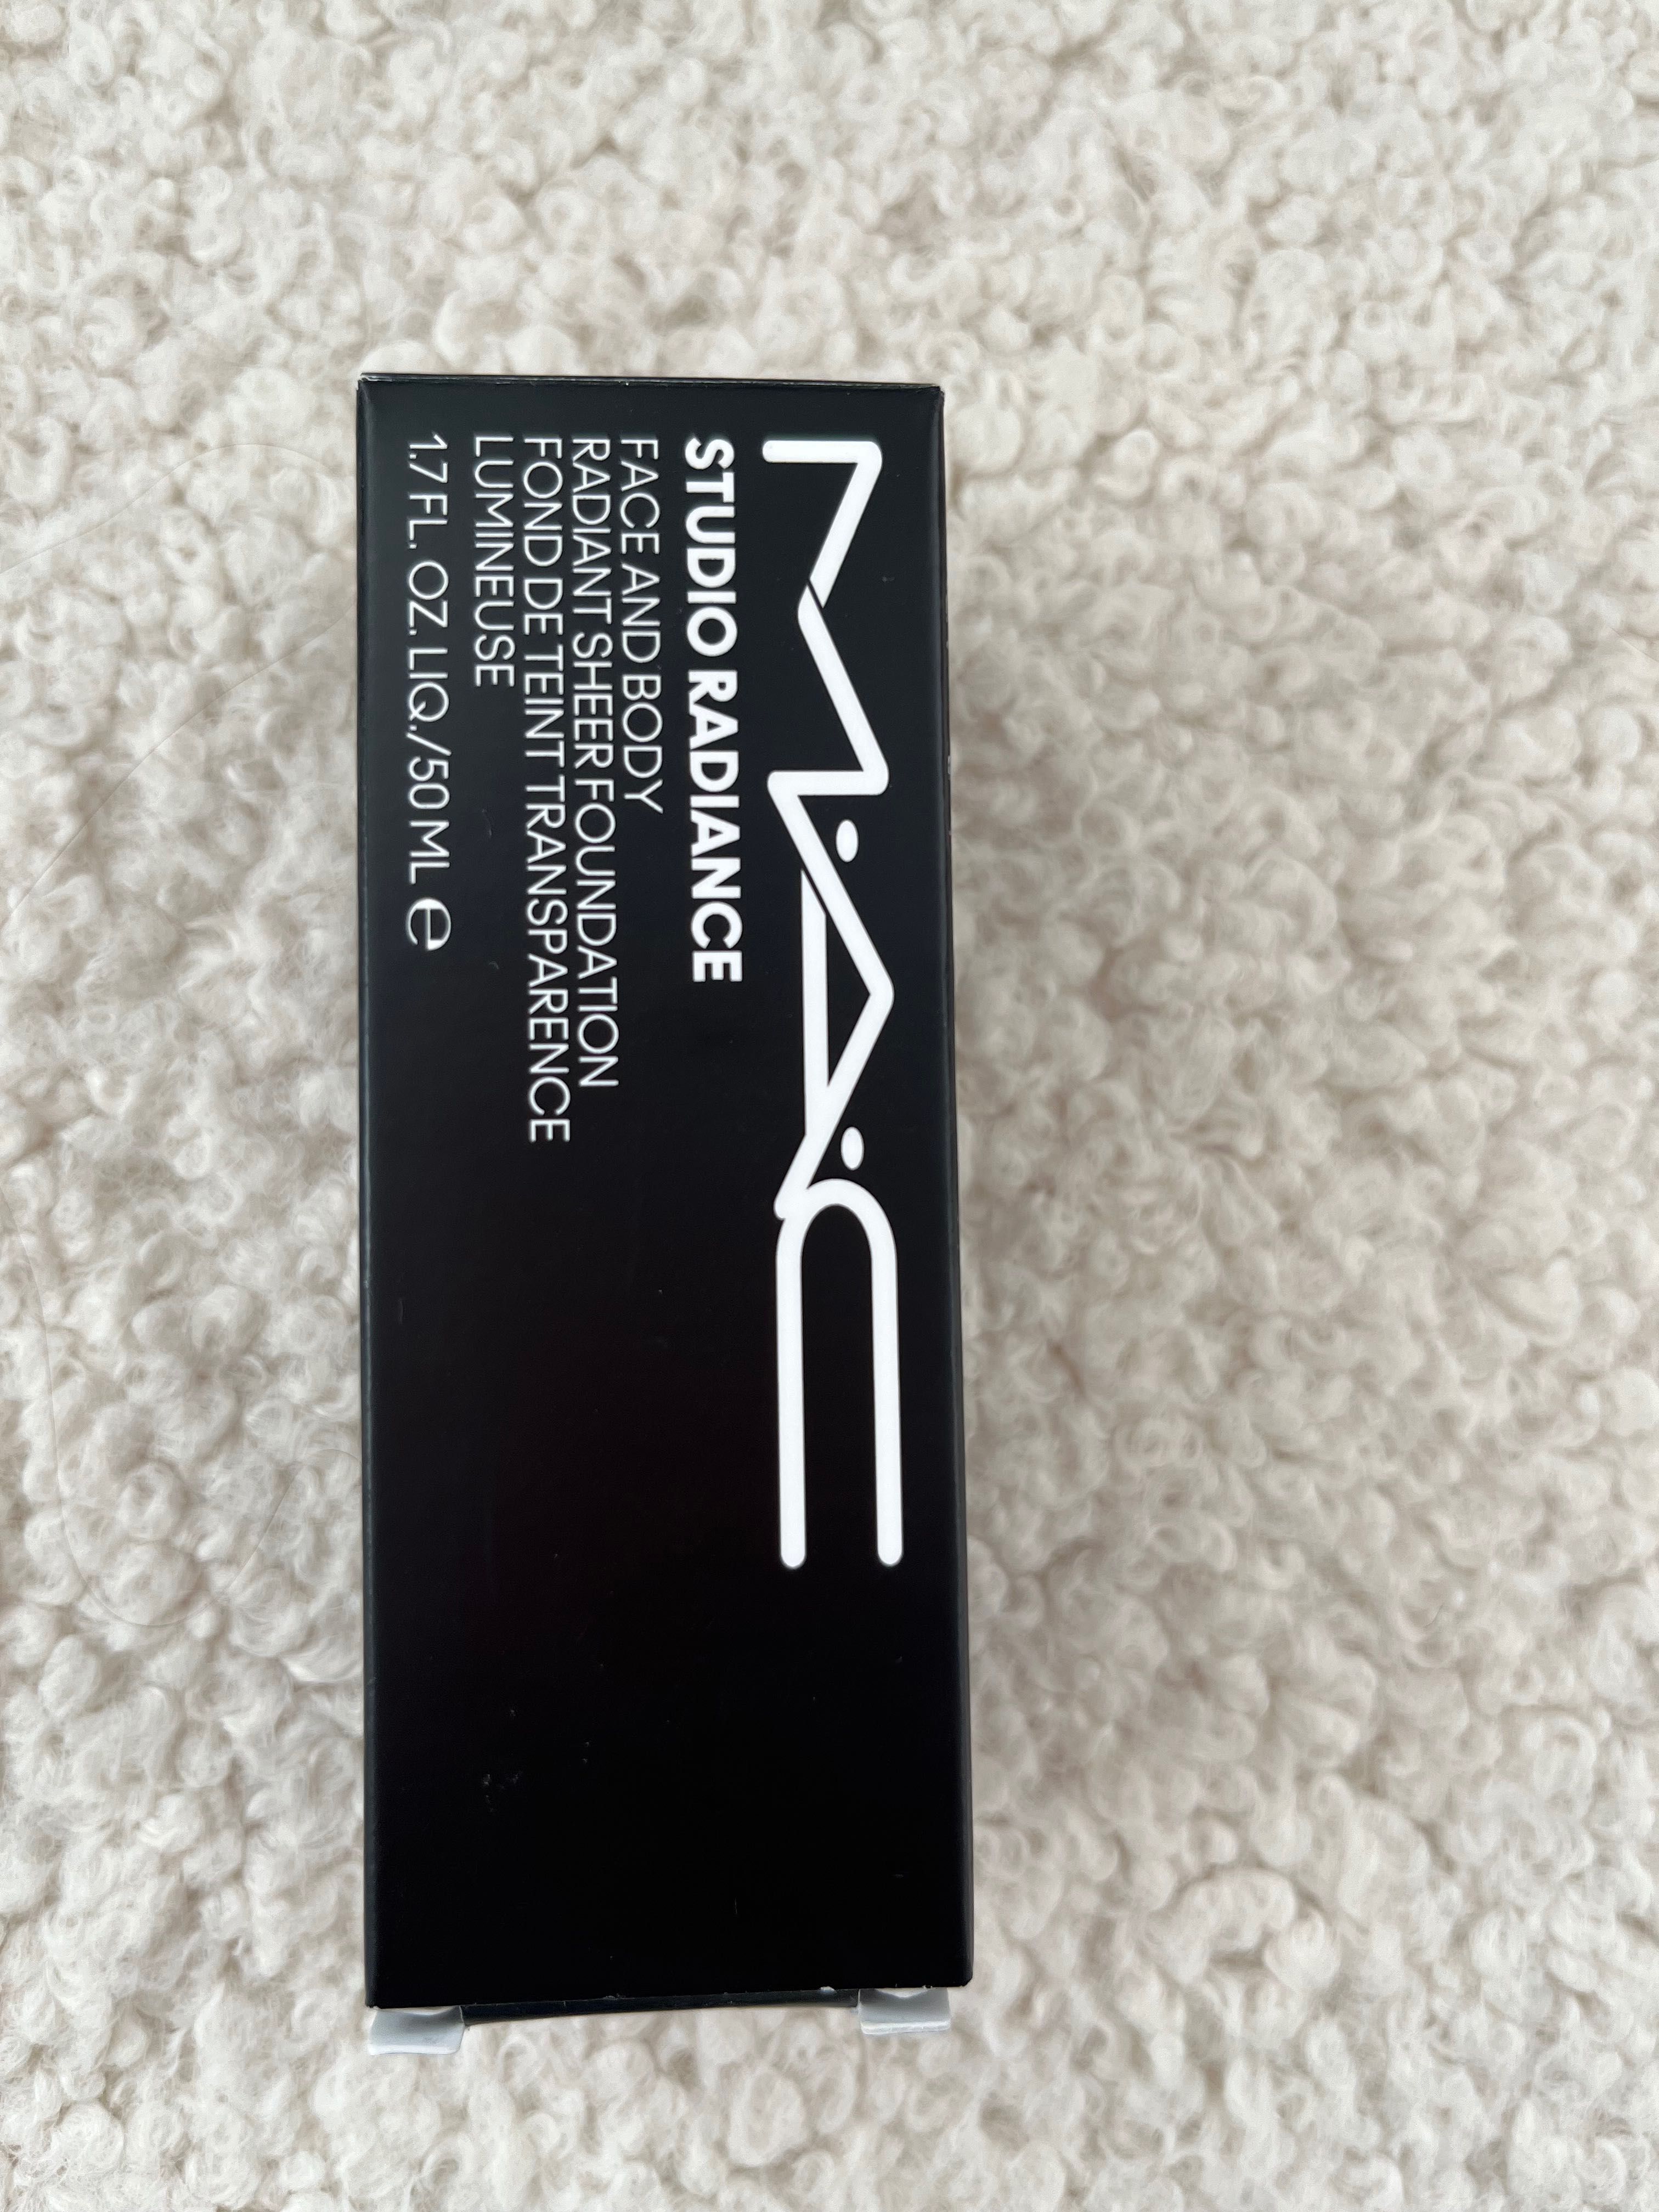 M·A·C
STUDIO RADIANCE
FACE AND BODY
RADIANT SHEER FOUNDATION
FOND DE TEINT TRANSPARENCE
LUMINEUSE
1.7 FL. OZ. LIQ./50 ML ℮